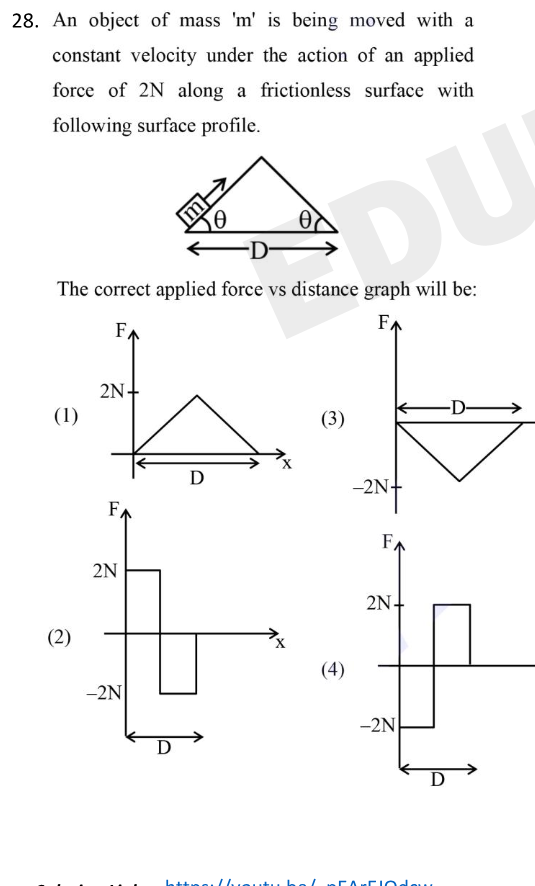 28. An object of mass 'm' is being moved with a
constant velocity under the action of an applied
force of 2N along a frictionless surface with
following surface profile.
m θ θ
D
The correct applied force vs distance graph will be:
(1) F 2N D x
(3) F D –2N
(2) F 2N –2N x D
(4) F 2N –2N D
EDU